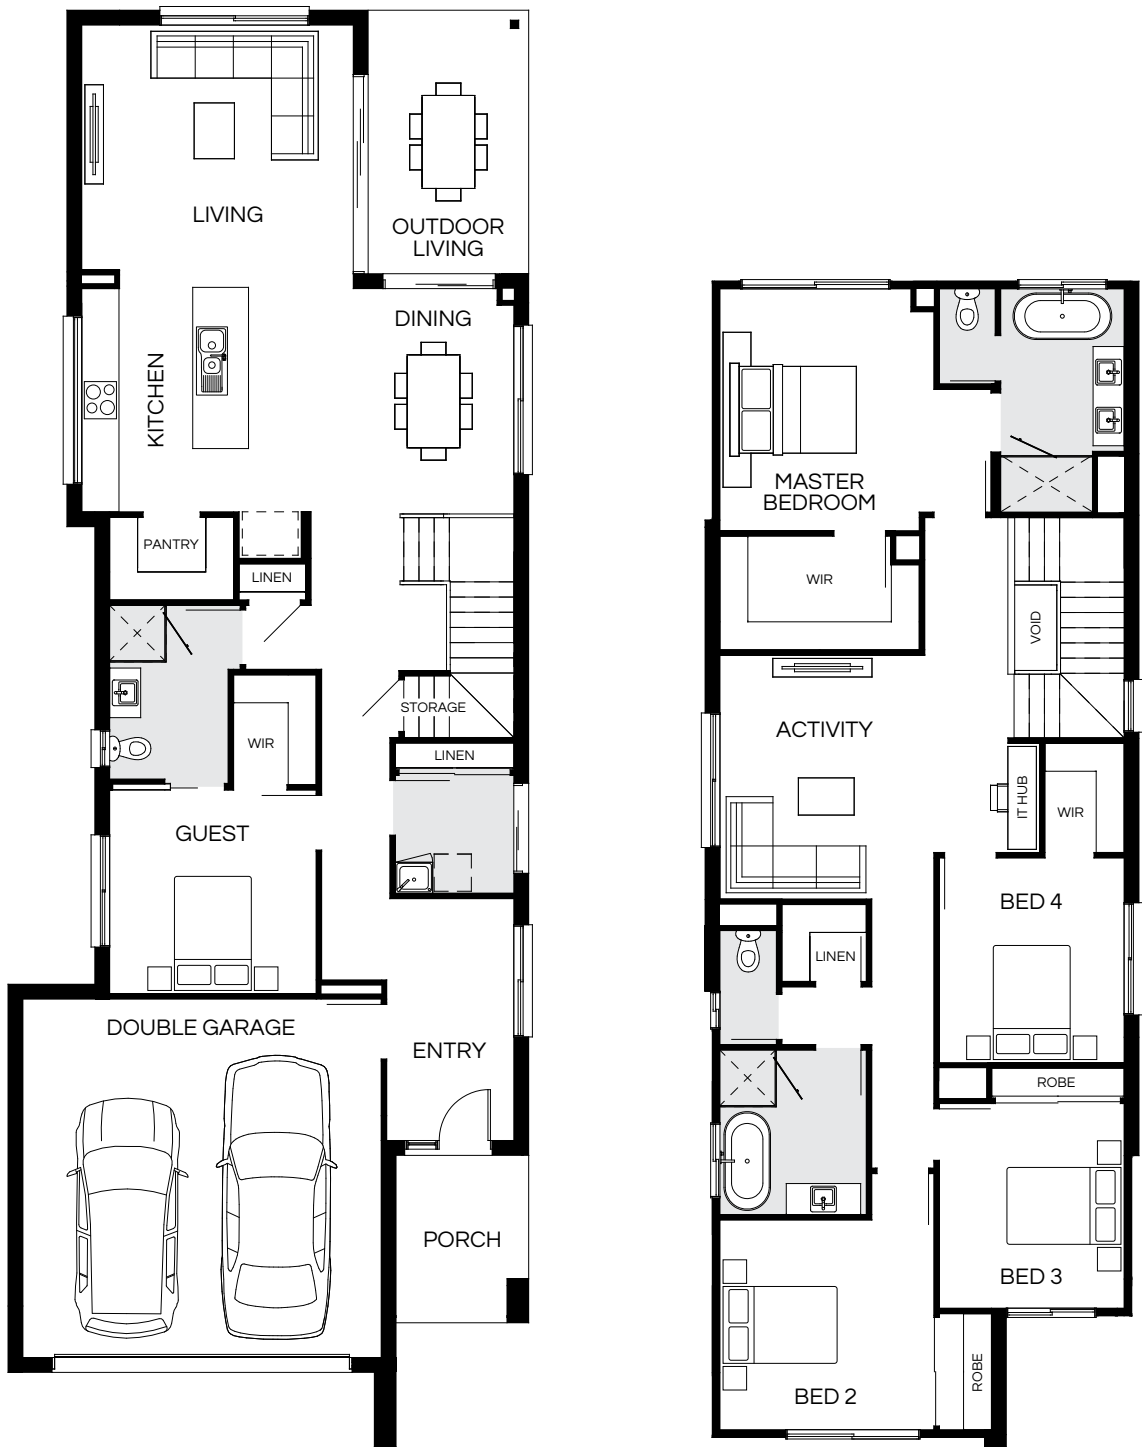 LIVING
OUTDOOR
LIVING
DINING
KITCHEN
PANTRY
LINEN
STORAGE
WIR
LINEN
GUEST
DOUBLE GARAGE
ENTRY
PORCH
MASTER
BEDROOM
WIR
VOID
ACTIVITY
IT HUB
WIR
BED 4
LINEN
ROBE
BED 3
BED 2
ROBE